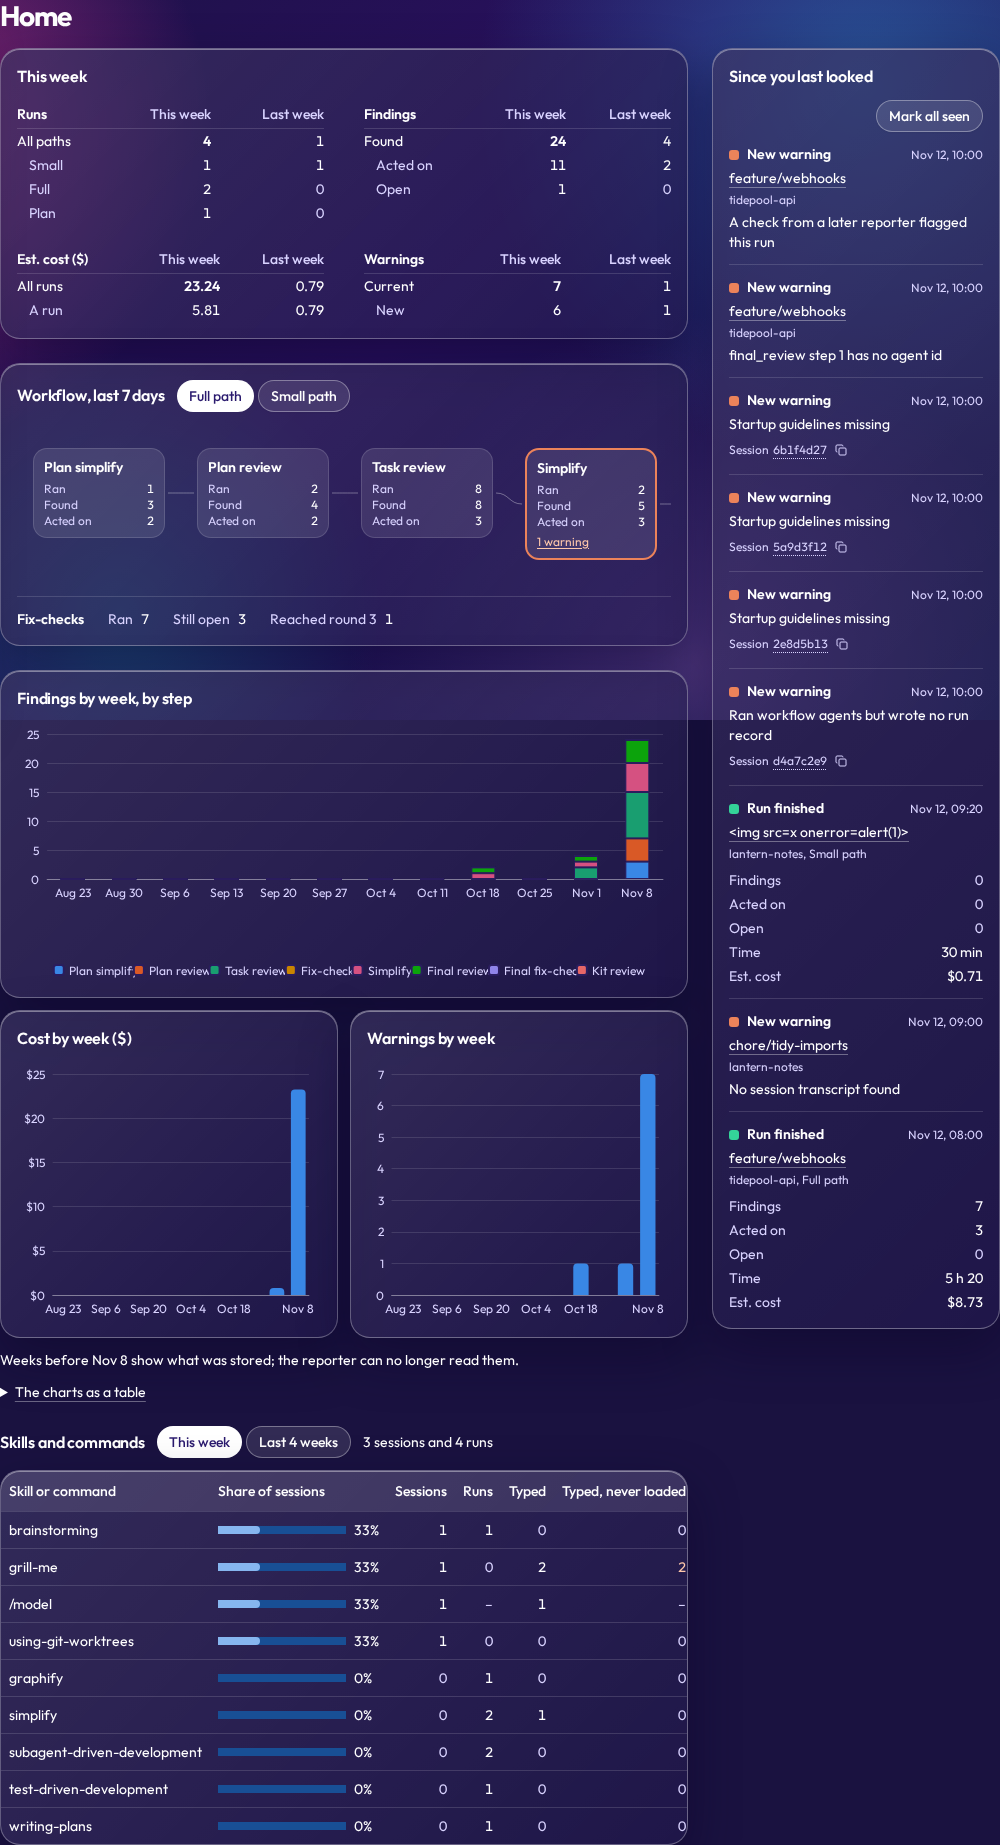 Home
This week
Runs This week Last week
All paths 4 1
Small 1 1
Full 2 0
Plan 1 0
Findings This week Last week
Found 24 4
Acted on 11 2
Open 1 0
Est. cost ($) This week Last week
All runs 23.24 0.79
A run 5.81 0.79
Warnings This week Last week
Current 7 1
New 6 1
Workflow, last 7 days Full path Small path
Plan simplify
Ran 1
Found 3
Acted on 2
Plan review
Ran 2
Found 4
Acted on 2
Task review
Ran 8
Found 8
Acted on 3
Simplify
Ran 2
Found 5
Acted on 3
1 warning
Fix-checks Ran 7 Still open 3 Reached round 3 1
Findings by week, by step
25
20
15
10
5
0
Aug 23 Aug 30 Sep 6 Sep 13 Sep 20 Sep 27 Oct 4 Oct 11 Oct 18 Oct 25 Nov 1 Nov 8
Plan simplify Plan review Task review Fix-check Simplify Final review Final fix-chec Kit review
Cost by week ($)
$25
$20
$15
$10
$5
$0
Aug 23 Sep 6 Sep 20 Oct 4 Oct 18 Nov 8
Warnings by week
7
6
5
4
3
2
1
0
Aug 23 Sep 6 Sep 20 Oct 4 Oct 18 Nov 8
Weeks before Nov 8 show what was stored; the reporter can no longer read them.
The charts as a table
Skills and commands This week Last 4 weeks 3 sessions and 4 runs
Skill or command Share of sessions Sessions Runs Typed Typed, never loaded
brainstorming 33% 1 1 0 0
grill-me 33% 1 0 2 2
/model 33% 1 – 1 –
using-git-worktrees 33% 1 0 0 0
graphify 0% 0 1 0 0
simplify 0% 0 2 1 0
subagent-driven-development 0% 0 2 0 0
test-driven-development 0% 0 1 0 0
writing-plans 0% 0 1 0 0
Since you last looked
Mark all seen
New warning Nov 12, 10:00
feature/webhooks
tidepool-api
A check from a later reporter flagged
this run
New warning Nov 12, 10:00
feature/webhooks
tidepool-api
final_review step 1 has no agent id
New warning Nov 12, 10:00
Startup guidelines missing
Session 6b1f4d27
New warning Nov 12, 10:00
Startup guidelines missing
Session 5a9d3f12
New warning Nov 12, 10:00
Startup guidelines missing
Session 2e8d5b13
New warning Nov 12, 10:00
Ran workflow agents but wrote no run
record
Session d4a7c2e9
Run finished Nov 12, 09:20
<img src=x onerror=alert(1)>
lantern-notes, Small path
Findings 0
Acted on 0
Open 0
Time 30 min
Est. cost $0.71
New warning Nov 12, 09:00
chore/tidy-imports
lantern-notes
No session transcript found
Run finished Nov 12, 08:00
feature/webhooks
tidepool-api, Full path
Findings 7
Acted on 3
Open 0
Time 5 h 20
Est. cost $8.73